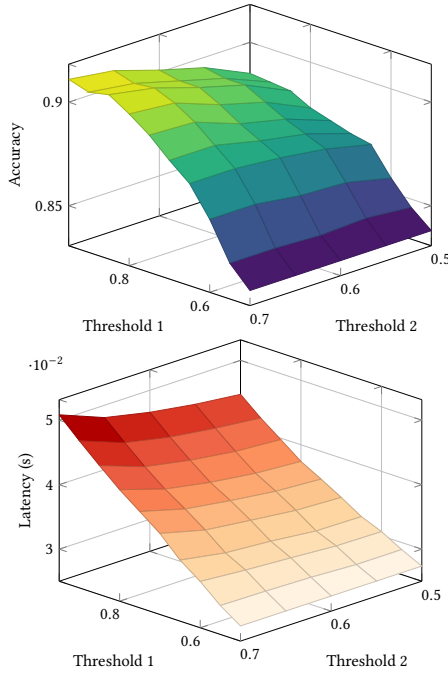 0.9
0.85
Accuracy
0.8
0.6
0.7
0.6
0.5
Threshold 1
Threshold 2
·10⁻²
5
4
3
Latency (s)
0.8
0.6
0.7
0.6
0.5
Threshold 1
Threshold 2